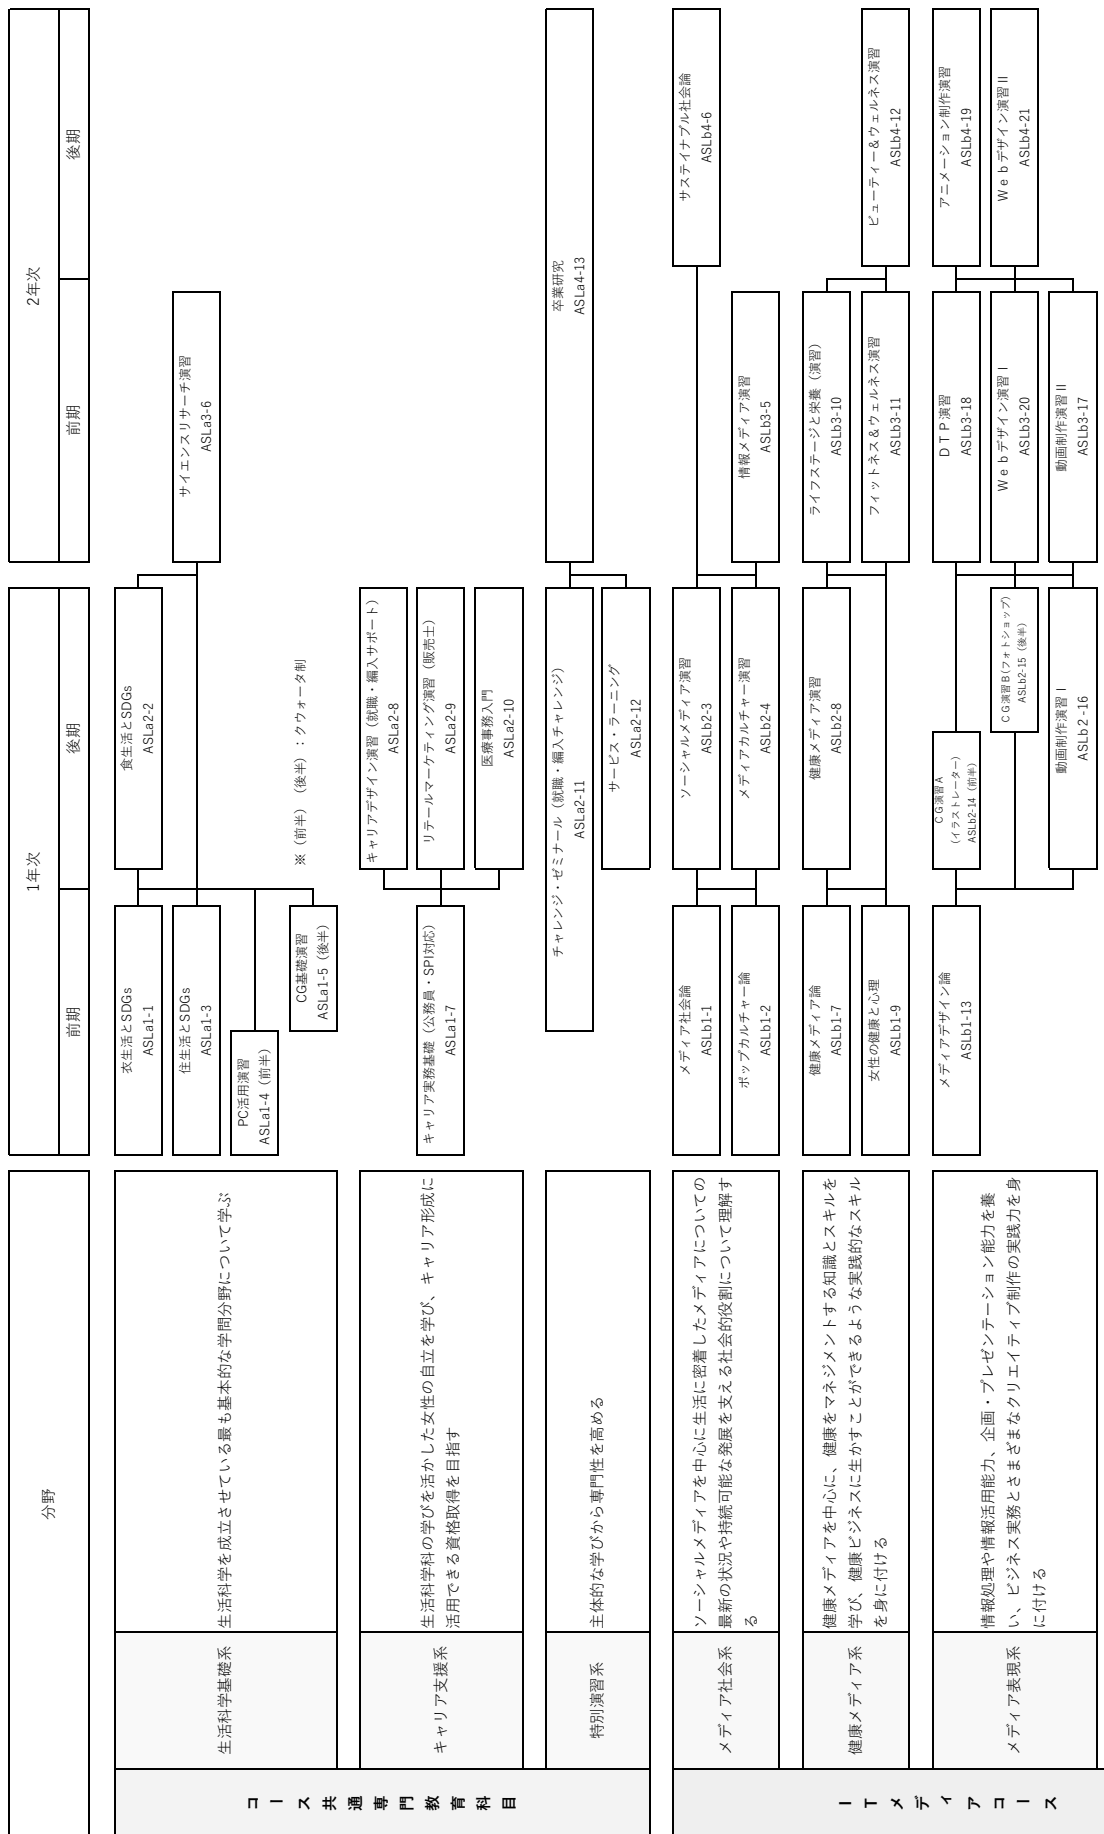 分野
1年次
2年次
前期
後期
前期
後期
コース共通専門教育科目
生活科学基礎系
生活科学を成立させている最も基本的な学問分野について学ぶ
衣生活とSDGs
ASLa1-1
食生活とSDGs
ASLa2-2
住生活とSDGs
ASLa1-3
サイエンスリサーチ演習
ASLa3-6
PC活用演習
ASLa1-4（前半）
CG基礎演習
ASLa1-5（後半）
※（前半）（後半）：クウォータ制
キャリア支援系
生活科学科の学びを活かした女性の自立を学び、キャリア形成に
活用できる資格取得を目指す
キャリア実務基礎（公務員・SPI対応）
ASLa1-7
キャリアデザイン演習（就職・編入サポート）
ASLa2-8
リテールマーケティング演習（販売士）
ASLa2-9
医療事務入門
ASLa2-10
特別演習系
主体的な学びから専門性を高める
チャレンジ・ゼミナール（就職・編入チャレンジ）
ASLa2-11
卒業研究
ASLa4-13
サービス・ラーニング
ASLa2-12
ITメディアコース
メディア社会系
ソーシャルメディアを中心に生活に密着したメディアについての
最新の状況や持続可能な発展を支える社会的役割について理解す
る
メディア社会論
ASLb1-1
ソーシャルメディア演習
ASLb2-3
サステイナブル社会論
ASLb4-6
ポップカルチャー論
ASLb1-2
メディアカルチャー演習
ASLb2-4
情報メディア演習
ASLb3-5
健康メディア系
健康メディアを中心に、健康をマネジメントする知識とスキルを
学び、健康ビジネスに生かすことができるような実践的なスキル
を身に付ける
健康メディア論
ASLb1-7
健康メディア演習
ASLb2-8
ライフステージと栄養（演習）
ASLb3-10
女性の健康と心理
ASLb1-9
フィットネス＆ウェルネス演習
ASLb3-11
ビューティー＆ウェルネス演習
ASLb4-12
メディア表現系
情報処理や情報活用能力、企画・プレゼンテーション能力を養
い、ビジネス実務とさまざまなクリエイティブ制作の実践力を身
に付ける
メディアデザイン論
ASLb1-13
ＣＧ演習Ａ
（イラストレーター）
ASLb2-14（前半）
ＤＴＰ演習
ASLb3-18
アニメーション制作演習
ASLb4-19
ＣＧ演習Ｂ(フォトショップ)
ASLb2-15（後半）
Ｗｅｂデザイン演習Ⅰ
ASLb3-20
Ｗｅｂデザイン演習Ⅱ
ASLb4-21
動画制作演習Ⅰ
ASLb２-16
動画制作演習Ⅱ
ASLb3-17